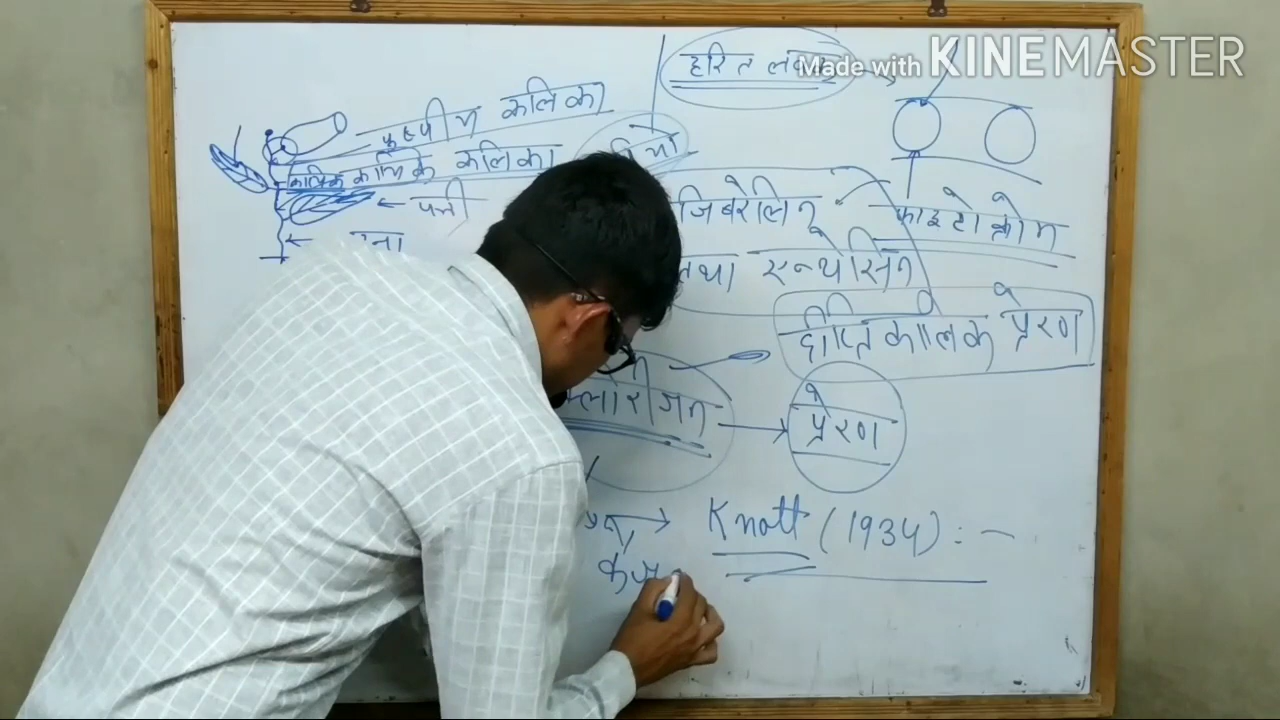 Made with KINEMASTER
हरित लवक
पुष्पीय कलिका
कायिक कायिक कलिका
पत्ती
जिबरेलिन
फाइटोक्रोम
तथा एन्थेसिन
दीप्तिकालिक प्रेरण
फ्लोरीजन
प्रेरण
Knott (1934) : -